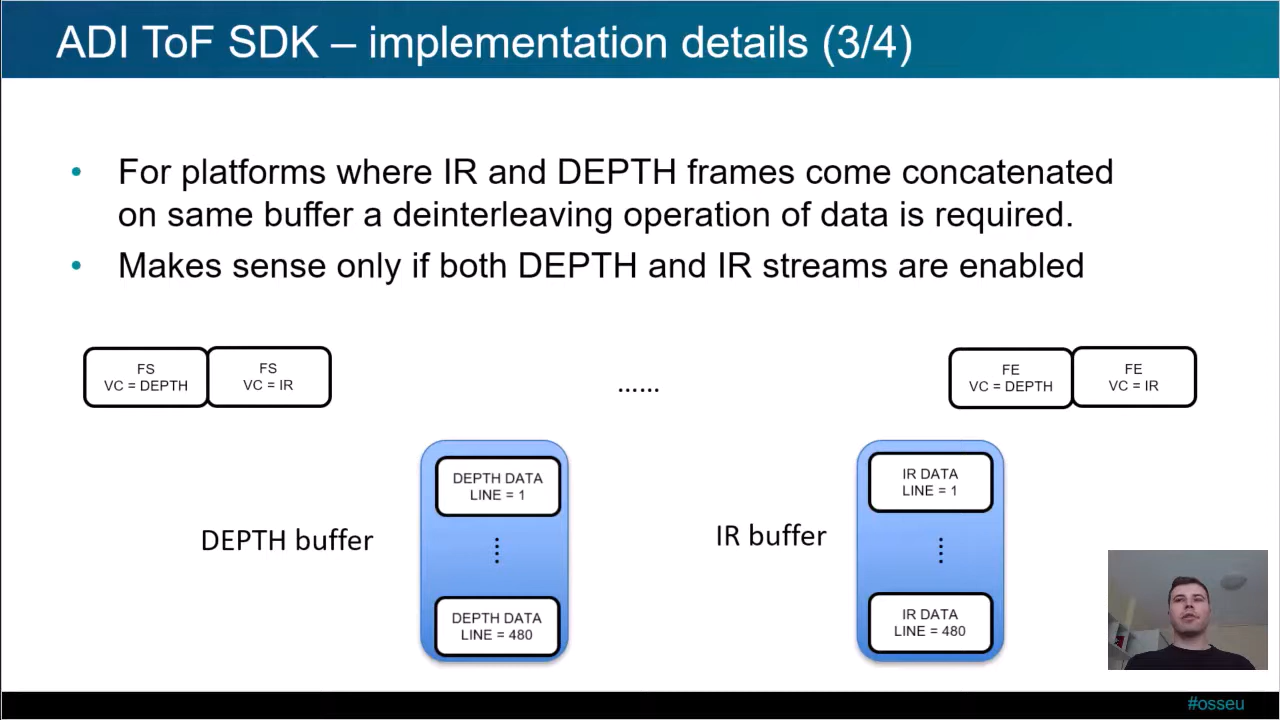 ADI ToF SDK – implementation details (3/4)
• For platforms where IR and DEPTH frames come concatenated
on same buffer a deinterleaving operation of data is required.
• Makes sense only if both DEPTH and IR streams are enabled
FS
VC = DEPTH
FS
VC = IR
......
FE
VC = DEPTH
FE
VC = IR
DEPTH buffer
DEPTH DATA
LINE = 1
DEPTH DATA
LINE = 480
IR buffer
IR DATA
LINE = 1
IR DATA
LINE = 480
#osseu